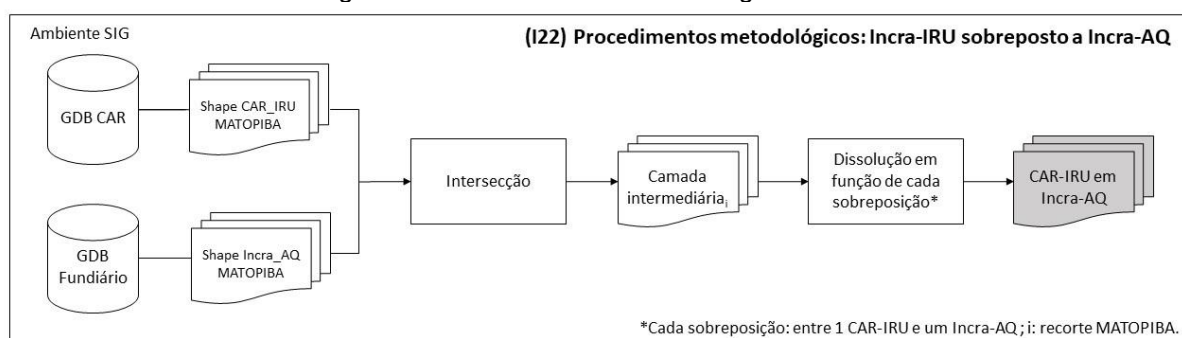 Ambiente SIG
(I22) Procedimentos metodológicos: Incra-IRU sobreposto a Incra-AQ
GDB CAR
Shape CAR_IRU
MATOPIBA
GDB
Fundiário
Shape Incra_AQ
MATOPIBA
Intersecção
Camada
intermediáriai
Dissolução em
função de cada
sobreposição*
CAR-IRU em
Incra-AQ
*Cada sobreposição: entre 1 CAR-IRU e um Incra-AQ ; i: recorte MATOPIBA.